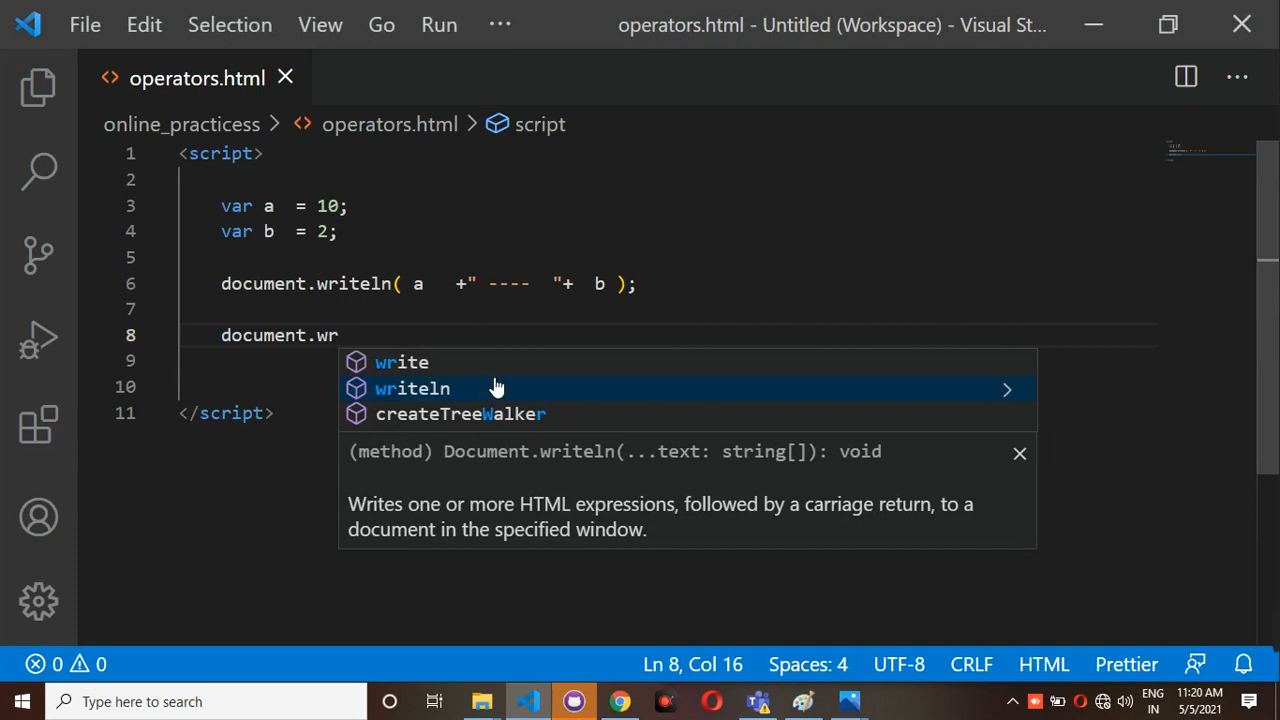 File Edit Selection View Go Run ··· operators.html - Untitled (Workspace) - Visual St...
operators.html
online_practicess > operators.html > script
1 <script>
2
3 var a  = 10;
4 var b  = 2;
5
6 document.writeln( a   +" ----  "+  b );
7
8 document.wr
9
10
11 </script>
write
writeln
createTreeWalker
(method) Document.writeln(...text: string[]): void
Writes one or more HTML expressions, followed by a carriage return, to a
document in the specified window.
0 0 Ln 8, Col 16 Spaces: 4 UTF-8 CRLF HTML Prettier
Type here to search ENG 11:20 AM
IN 5/5/2021